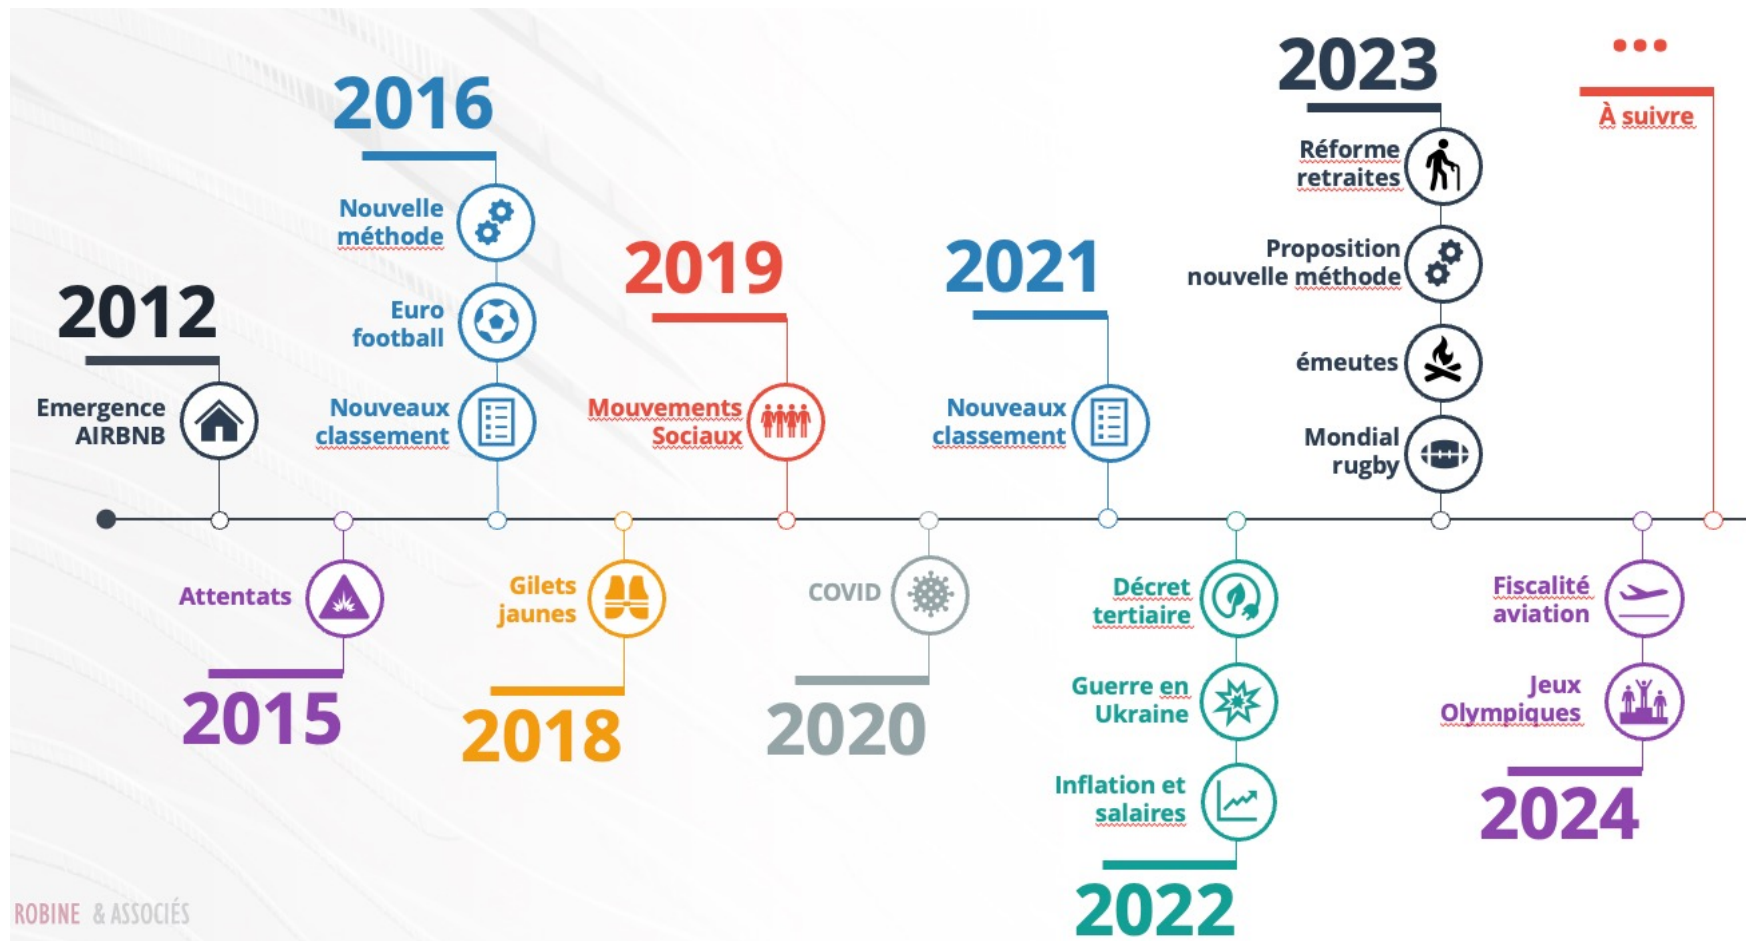 2012
Emergence
AIRBNB
Attentats
2015
2016
Nouvelle
méthode
Euro
football
Nouveaux
classement
Gilets
jaunes
2018
2019
Mouvements
Sociaux
COVID
2020
2021
Nouveaux
classement
Décret
tertiaire
Guerre en
Ukraine
Inflation et
salaires
2022
2023
Réforme
retraites
Proposition
nouvelle méthode
émeutes
Mondial
rugby
Fiscalité
aviation
Jeux
Olympiques
2024
...
À suivre
ROBINE & ASSOCIÉS